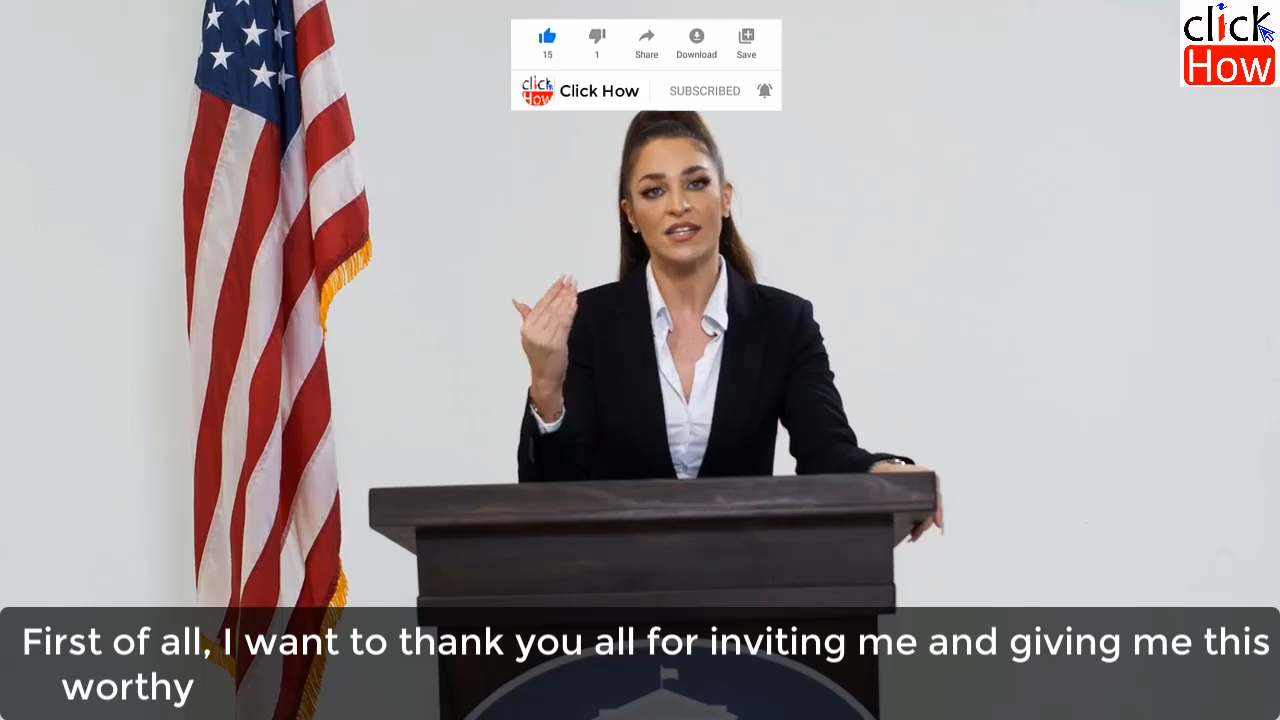 15 1 Share Download Save
click
How
click
How
Click How SUBSCRIBED
First of all, I want to thank you all for inviting me and giving me this
worthy